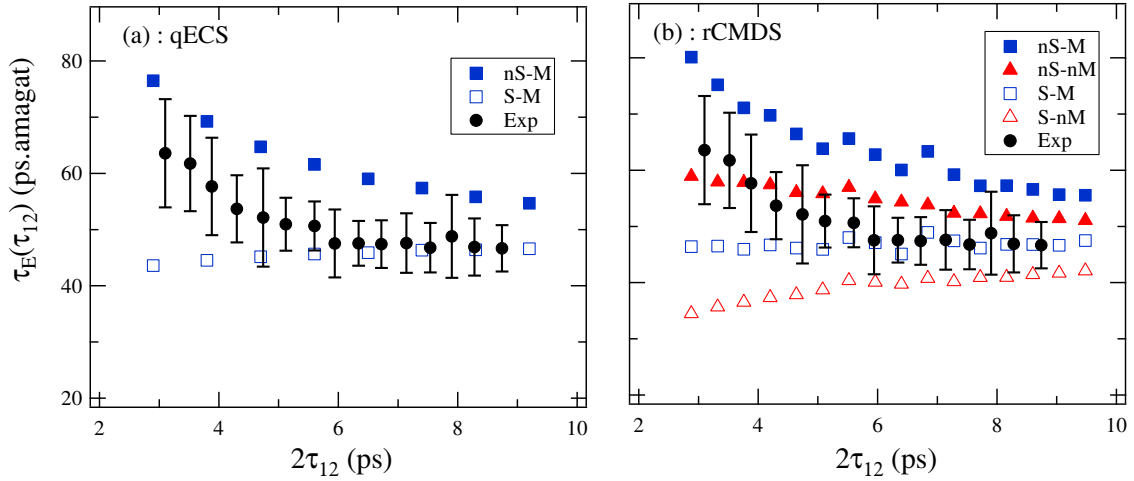 (a) : qECS
nS-M
S-M
Exp
80
60
40
20
τE(τ12) (ps.amagat)
2 4 6 8 10
2τ12 (ps)
(b) : rCMDS
nS-M
nS-nM
S-M
S-nM
Exp
2 4 6 8 10
2τ12 (ps)